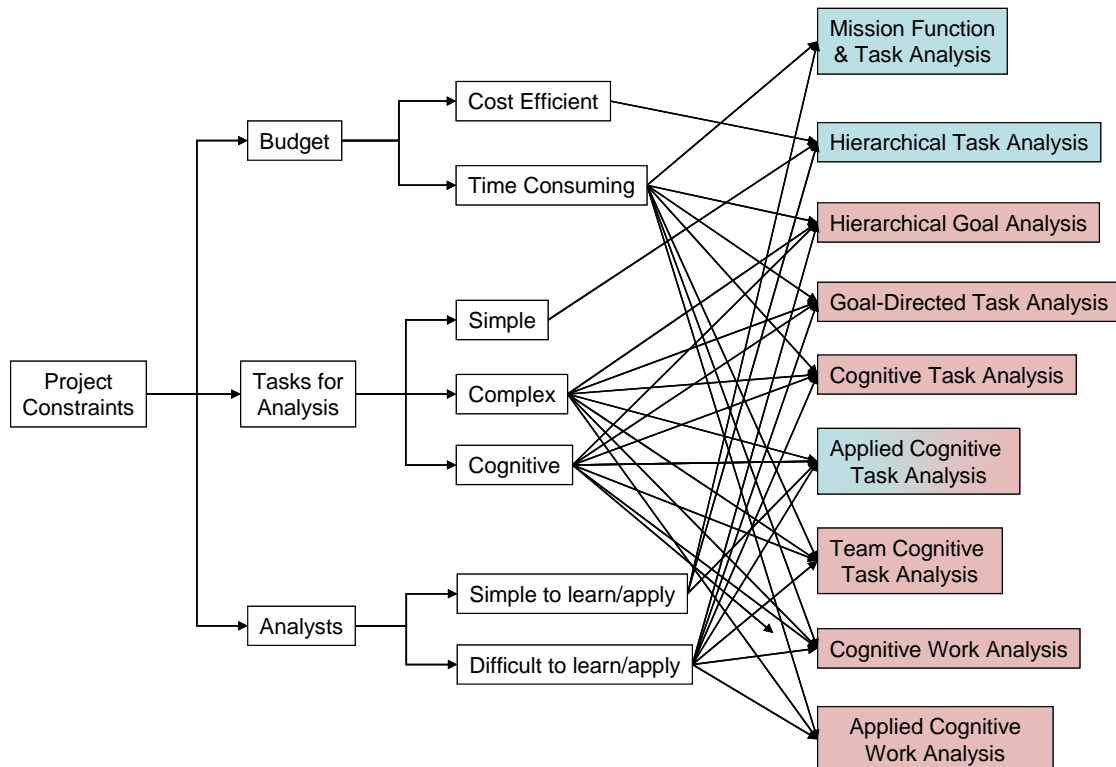 Project
Constraints
Budget
Tasks for
Analysis
Analysts
Cost Efficient
Time Consuming
Simple
Complex
Cognitive
Simple to learn/apply
Difficult to learn/apply
Mission Function
& Task Analysis
Hierarchical Task Analysis
Hierarchical Goal Analysis
Goal-Directed Task Analysis
Cognitive Task Analysis
Applied Cognitive
Task Analysis
Team Cognitive
Task Analysis
Cognitive Work Analysis
Applied Cognitive
Work Analysis